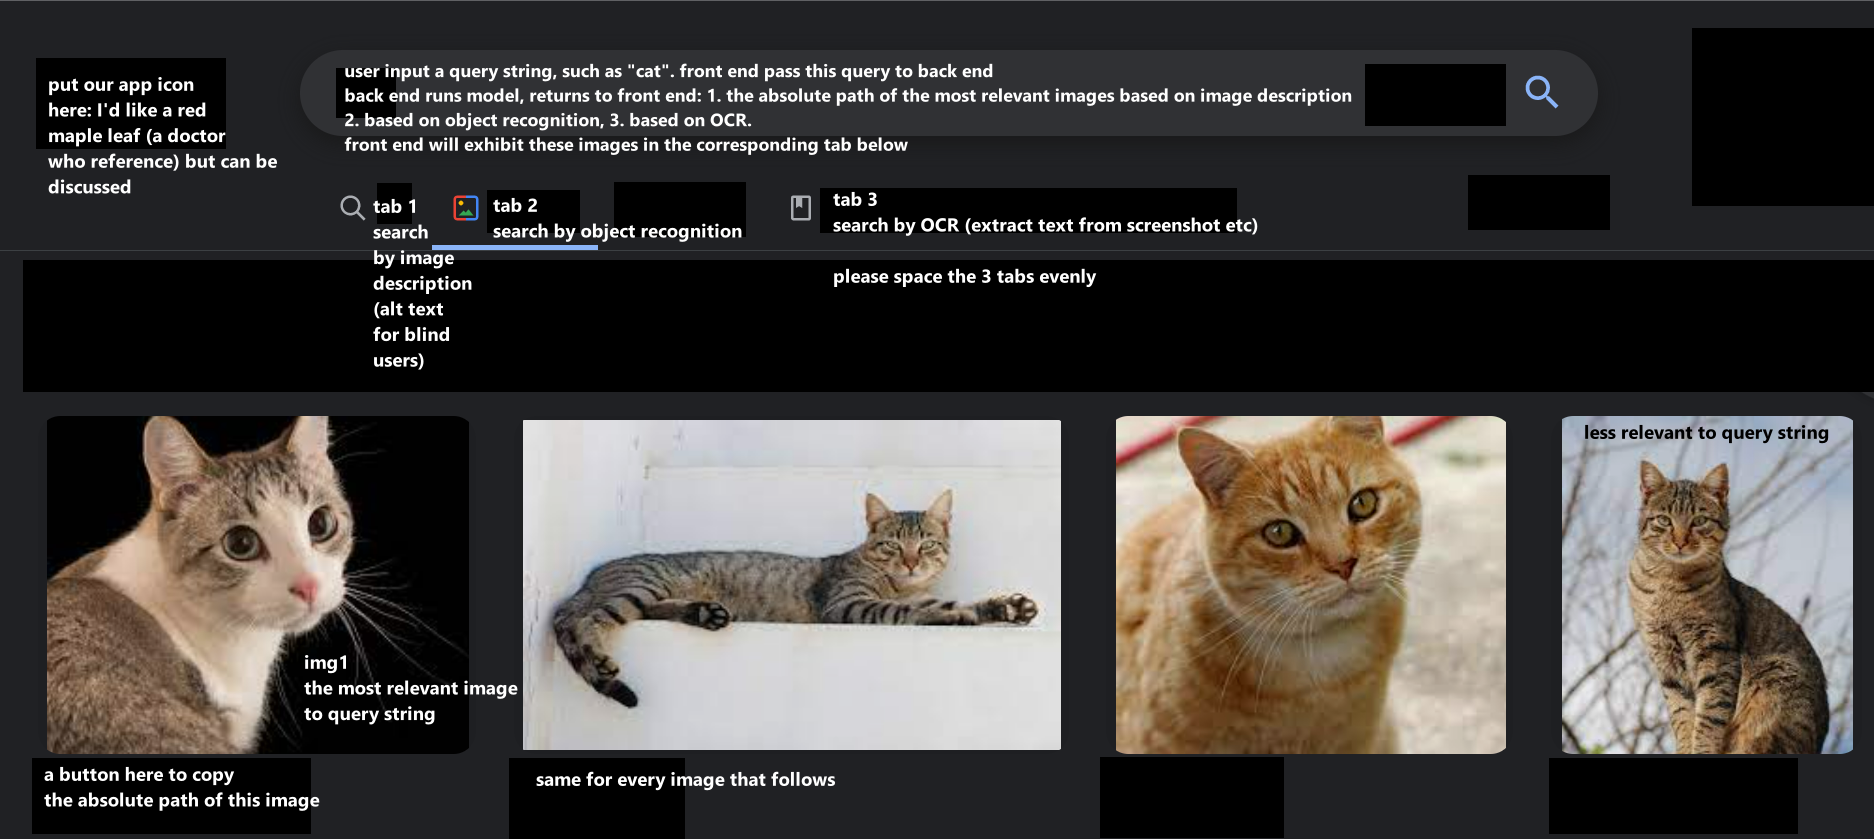 put our app icon
here: I'd like a red
maple leaf (a doctor
who reference) but can be
discussed
user input a query string, such as "cat". front end pass this query to back end
back end runs model, returns to front end: 1. the absolute path of the most relevant images based on image description
2. based on object recognition, 3. based on OCR.
front end will exhibit these images in the corresponding tab below
tab 1
search
by image
description
(alt text
for blind
users)
tab 2
search by object recognition
tab 3
search by OCR (extract text from screenshot etc)
please space the 3 tabs evenly
img1
the most relevant image
to query string
less relevant to query string
a button here to copy
the absolute path of this image
same for every image that follows